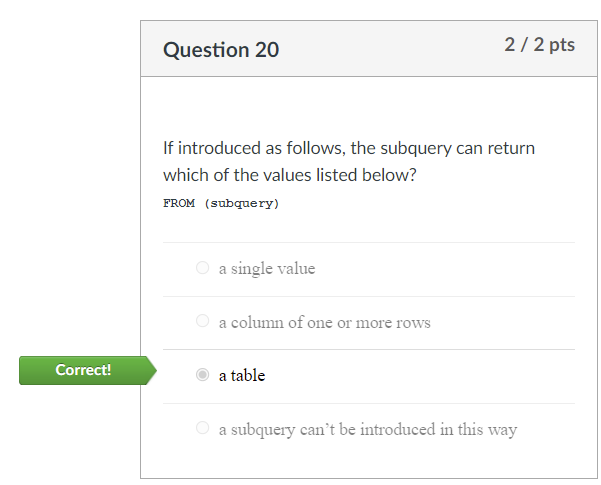 Question 20
2 / 2 pts
If introduced as follows, the subquery can return
which of the values listed below?
FROM (subquery)
a single value
a column of one or more rows
Correct!
a table
a subquery can’t be introduced in this way